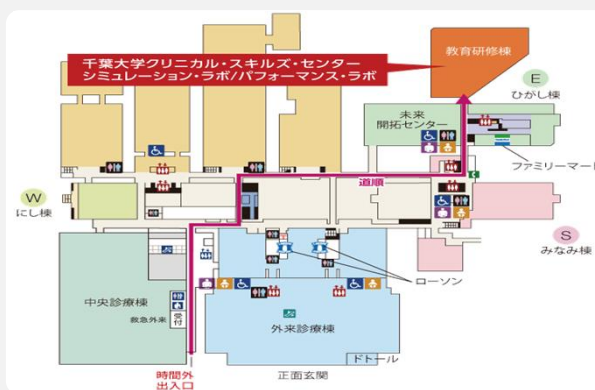 千葉大学クリニカル・スキルズ・センター
シミュレーション・ラボ/パフォーマンス・ラボ
教育研修棟
E
ひがし棟
未来
開拓センター
ファミリーマート
道順
W
にし棟
S
みなみ棟
ローソン
中央診療棟
救急外来
受付
外来診療棟
ドトール
時間外
出入口
正面玄関